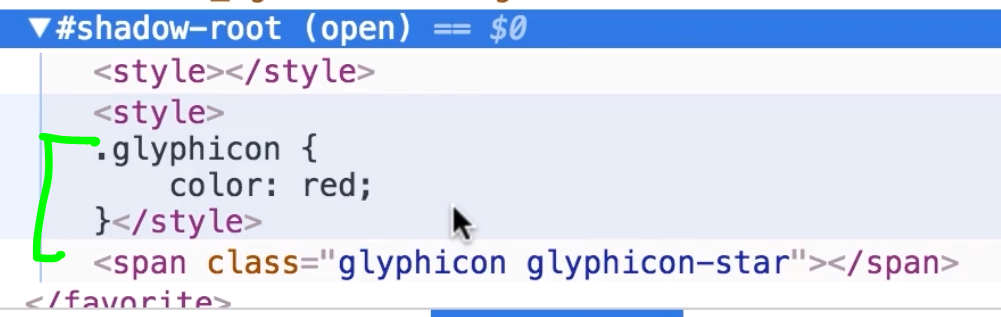 ▼#shadow-root (open) == $0
<style></style>
<style>
.glyphicon {
color: red;
}</style>
<span class="glyphicon glyphicon-star"></span>
</favorite>